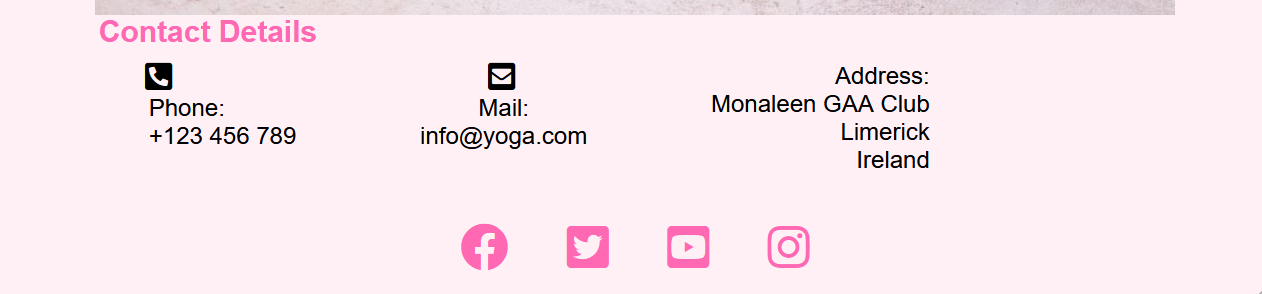 Contact Details
Phone:
+123 456 789
Mail:
info@yoga.com
Address:
Monaleen GAA Club
Limerick
Ireland